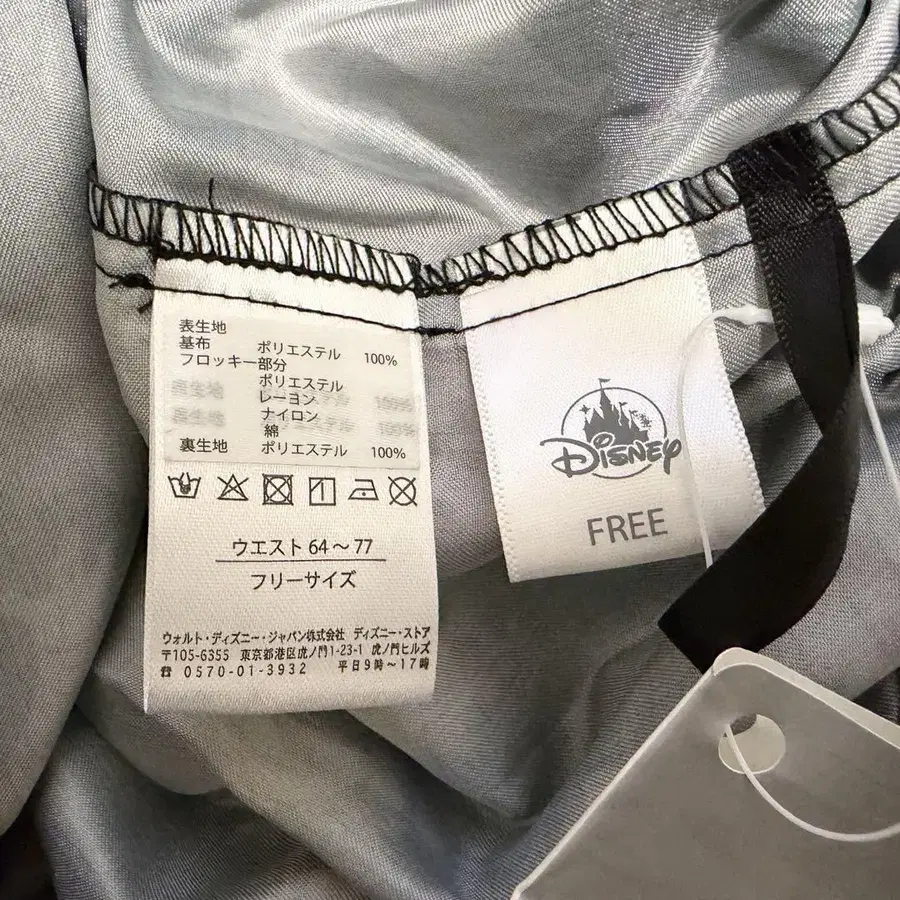 表生地
基布 ポリエステル 100%
フロッキー部分
ポリエステル
レーヨン
ナイロン
綿
裏生地 ポリエステル 100%
ウエスト 64～77
フリーサイズ
ウォルト・ディズニー・ジャパン株式会社 ディズニー・ストア
〒105-6355 東京都港区虎ノ門1-23-1 虎ノ門ヒルズ
☎ 0570-01-3932 平日9時～17時
Disney
FREE